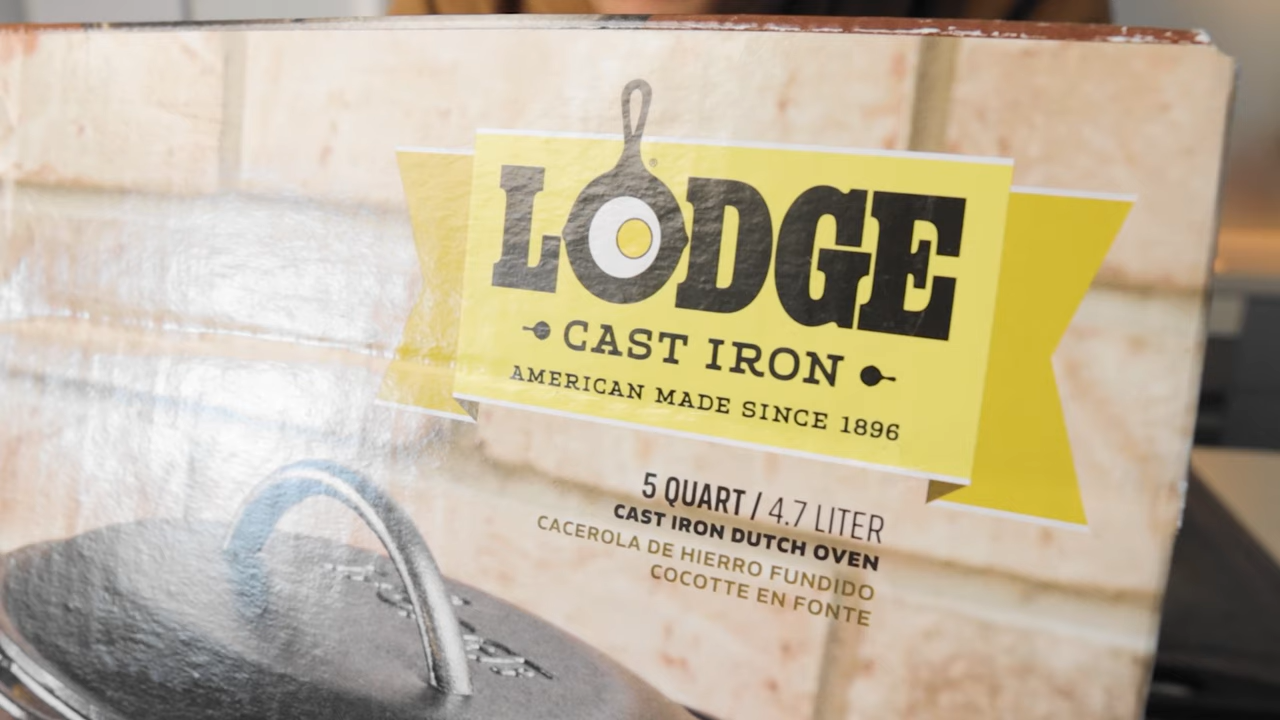 LODGE
®
CAST IRON
AMERICAN MADE SINCE 1896
5 QUART / 4.7 LITER
CAST IRON DUTCH OVEN
CACEROLA DE HIERRO FUNDIDO
COCOTTE EN FONTE